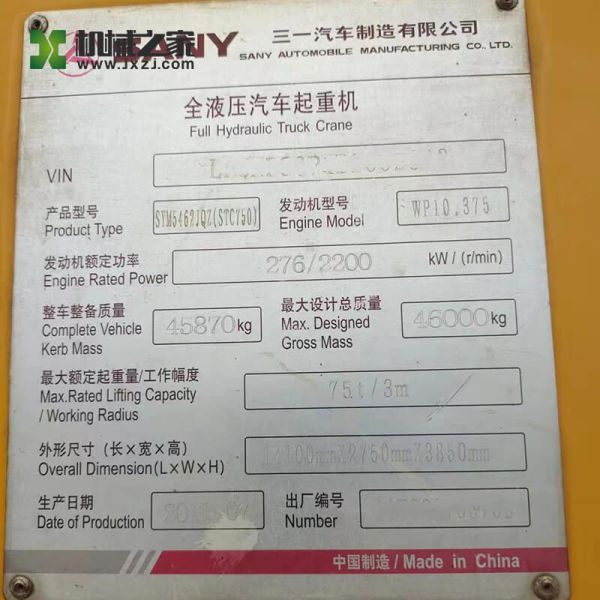 机械之家 SANY 三一汽车制造有限公司
www.jxzj.com SANY AUTOMOBILE MANUFACTURING CO., LTD.
全液压汽车起重机
Full Hydraulic Truck Crane
VIN
产品型号 SYM5462JQZ(STC750) 发动机型号 WP10.375
Product Type Engine Model
发动机额定功率 276/2200 kW / (r/min)
Engine Rated Power
整车整备质量 45870kg 最大设计总质量 46000kg
Complete Vehicle Max. Designed
Kerb Mass Gross Mass
最大额定起重量/工作幅度 75t/3m
Max.Rated Lifting Capacity
/ Working Radius
外形尺寸（长×宽×高）
Overall Dimension(L×W×H)
生产日期 出厂编号
Date of Production Number
中国制造 / Made in China